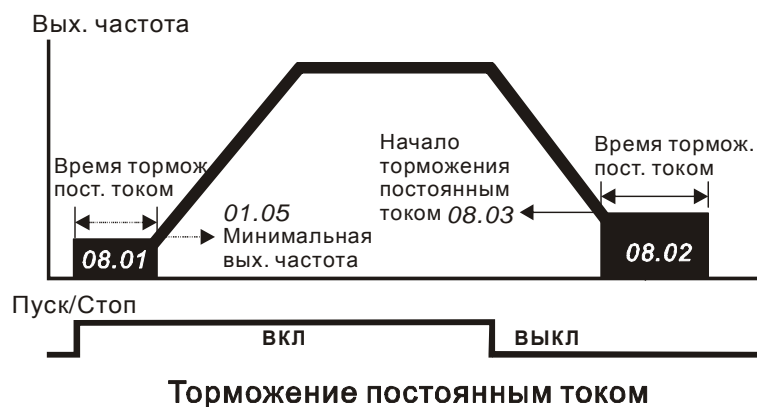 Вых. частота
Время тормож.
пост. током
08.01
01.05
Минимальная
вых. частота
Начало
торможения
постоянным
током 08.03
Время тормож.
пост. током
08.02
Пуск/Стоп
ВКЛ
ВЫКЛ
Торможение постоянным током